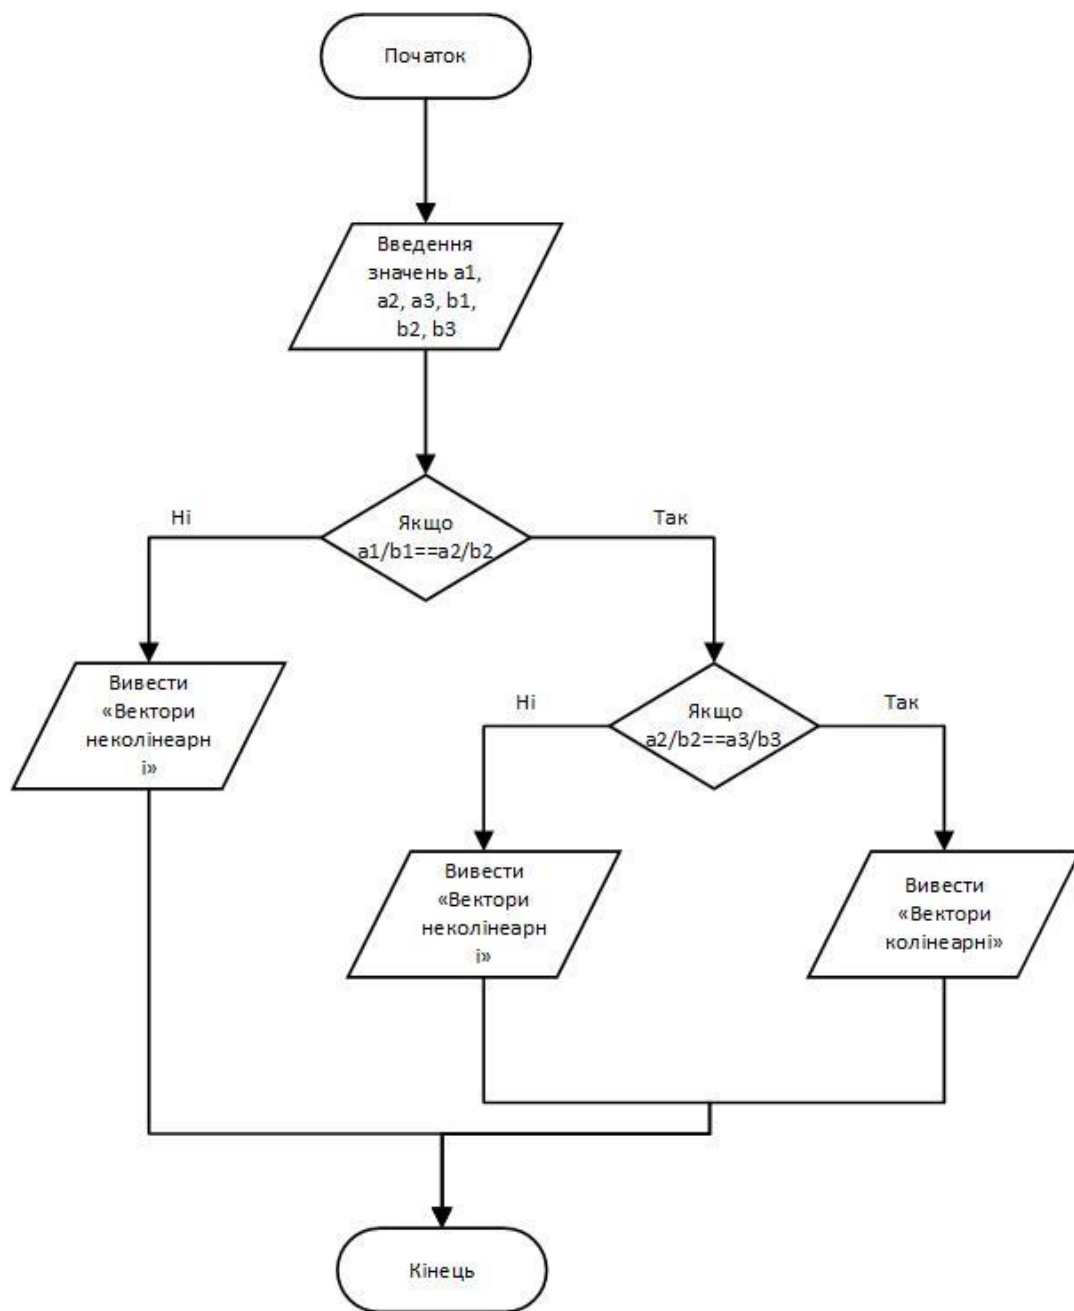 Початок
Введення
значень a1,
a2, a3, b1,
b2, b3
Якщо
a1/b1==a2/b2
Ні
Так
Вивести
«Вектори
неколінеарн
і»
Якщо
a2/b2==a3/b3
Ні
Так
Вивести
«Вектори
неколінеарн
і»
Вивести
«Вектори
колінеарні»
Кінець